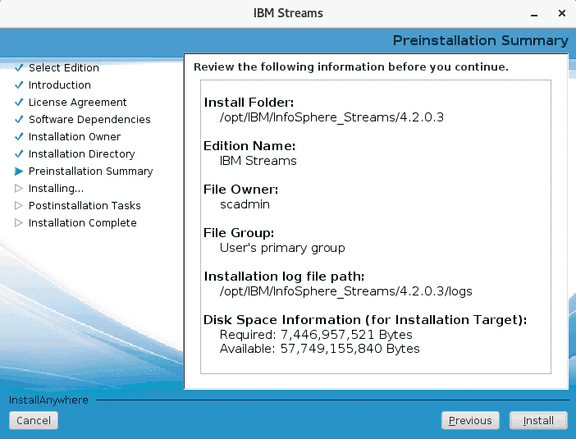 IBM Streams
Preinstallation Summary
Select Edition
Introduction
License Agreement
Software Dependencies
Installation Owner
Installation Directory
Preinstallation Summary
Installing...
Postinstallation Tasks
Installation Complete
Review the following information before you continue.
Install Folder:
/opt/IBM/InfoSphere_Streams/4.2.0.3
Edition Name:
IBM Streams
File Owner:
scadmin
File Group:
User's primary group
Installation log file path:
/opt/IBM/InfoSphere_Streams/4.2.0.3/logs
Disk Space Information (for Installation Target):
Required: 7,446,957,521 Bytes
Available: 57,749,155,840 Bytes
InstallAnywhere
Cancel
Previous
Install